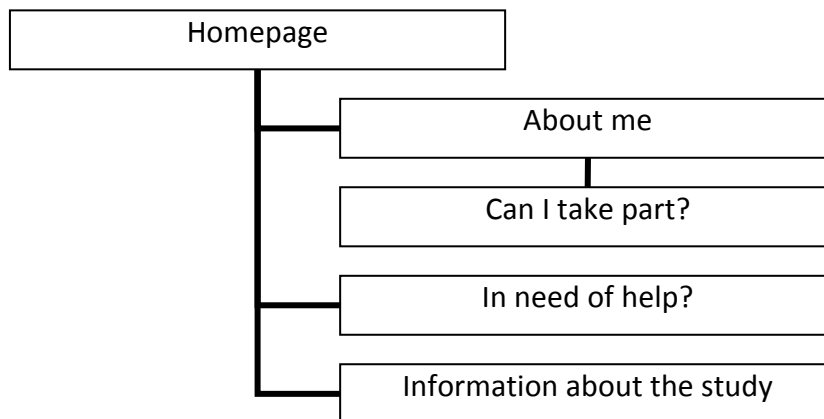 Homepage
About me
Can I take part?
In need of help?
Information about the study